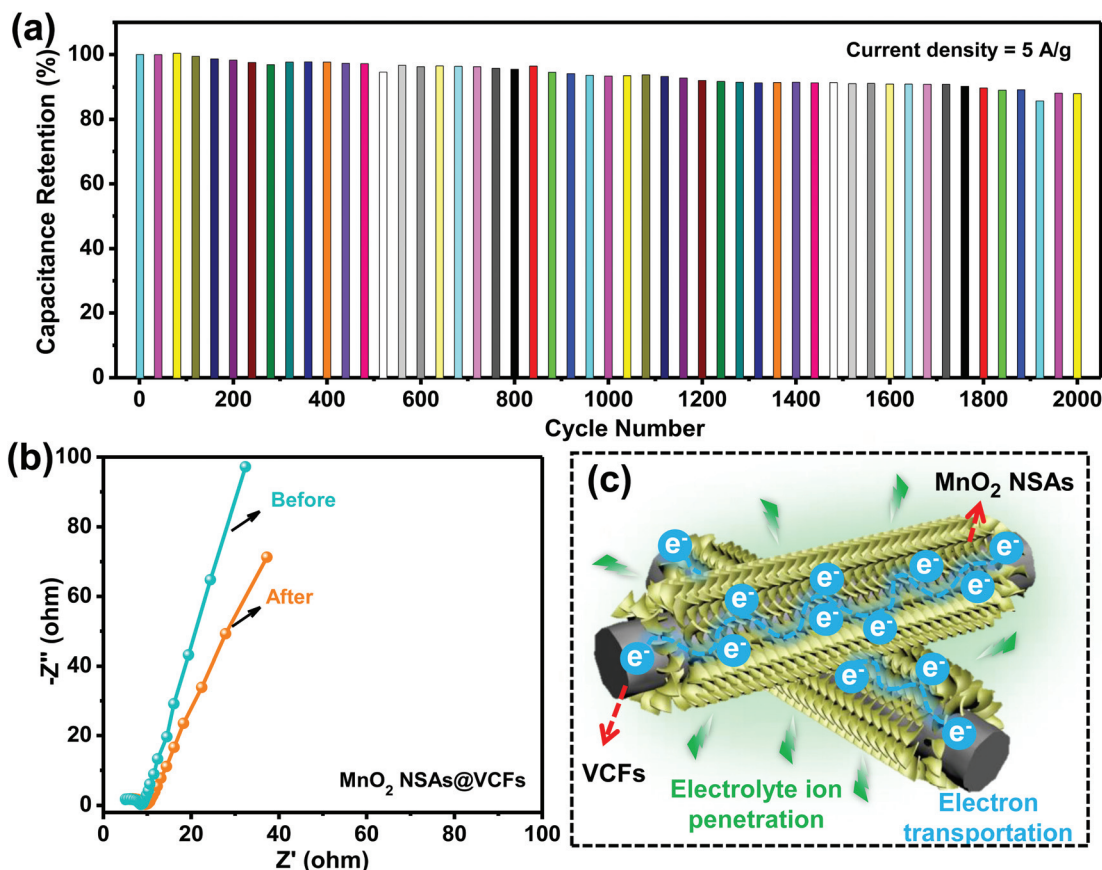 (a)
Current density = 5 A/g
Capacitance Retention (%)
100
80
60
40
20
0
0 200 400 600 800 1000 1200 1400 1600 1800 2000
Cycle Number
(b)
-Z'' (ohm)
100
80
60
40
20
0
Before
After
MnO₂ NSAs@VCFs
0 20 40 60 80 100
Z' (ohm)
(c)
MnO₂ NSAs
e⁻
e⁻
e⁻
e⁻
e⁻
e⁻
e⁻
e⁻
e⁻
e⁻
e⁻
e⁻
e⁻
e⁻
VCFs
Electrolyte ion
penetration
Electron
transportation